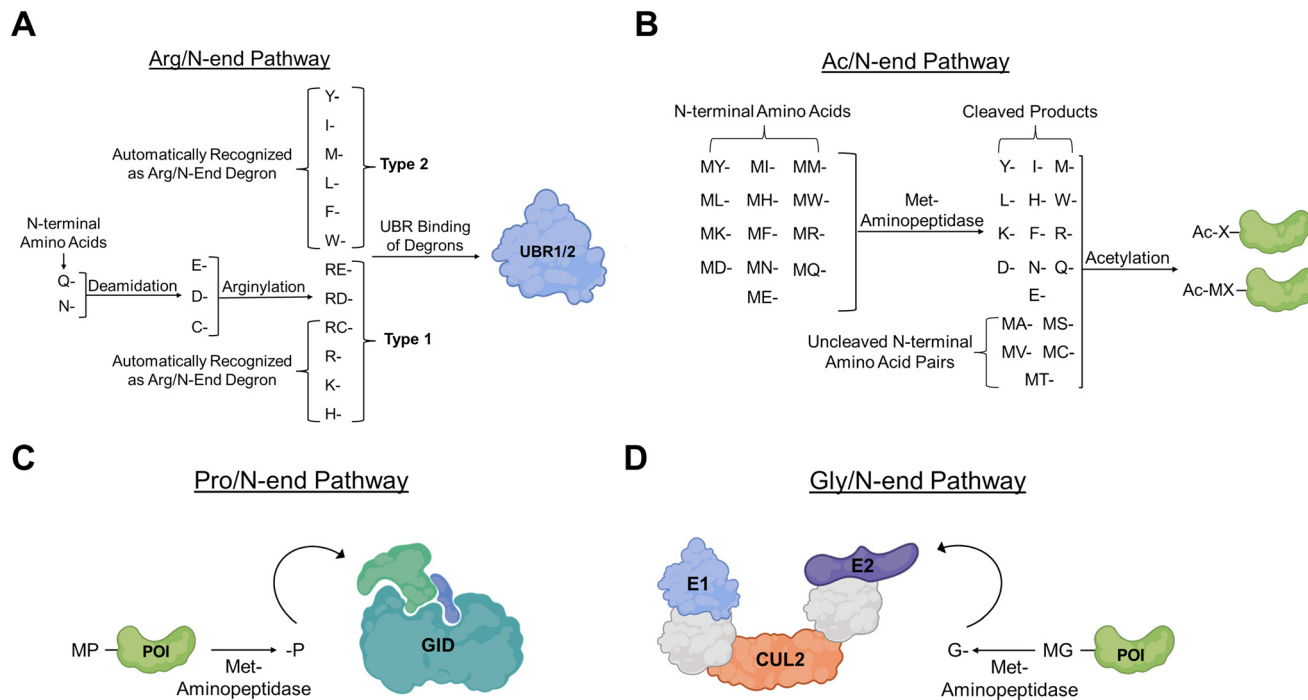 A
Arg/N-end Pathway
Y-
I-
M-
L-
F-
W-
Automatically Recognized
as Arg/N-End Degron
Type 2
N-terminal
Amino Acids
Q-
N-
Deamidation
E-
D-
C-
Arginylation
RE-
RD-
RC-
R-
K-
H-
Type 1
Automatically Recognized
as Arg/N-End Degron
UBR Binding
of Degrons
UBR1/2
B
Ac/N-end Pathway
N-terminal Amino Acids
MY- MI- MM-
ML- MH- MW-
MK- MF- MR-
MD- MN- MQ-
ME-
Met-
Aminopeptidase
Cleaved Products
Y- I- M-
L- H- W-
K- F- R-
D- N- Q-
E-
Uncleaved N-terminal
Amino Acid Pairs
MA- MS-
MV- MC-
MT-
Acetylation
Ac-X
Ac-MX
C
Pro/N-end Pathway
MP
POI
Met-
Aminopeptidase
-P
GID
D
Gly/N-end Pathway
E1
E2
CUL2
G-
Met-
Aminopeptidase
MG
POI